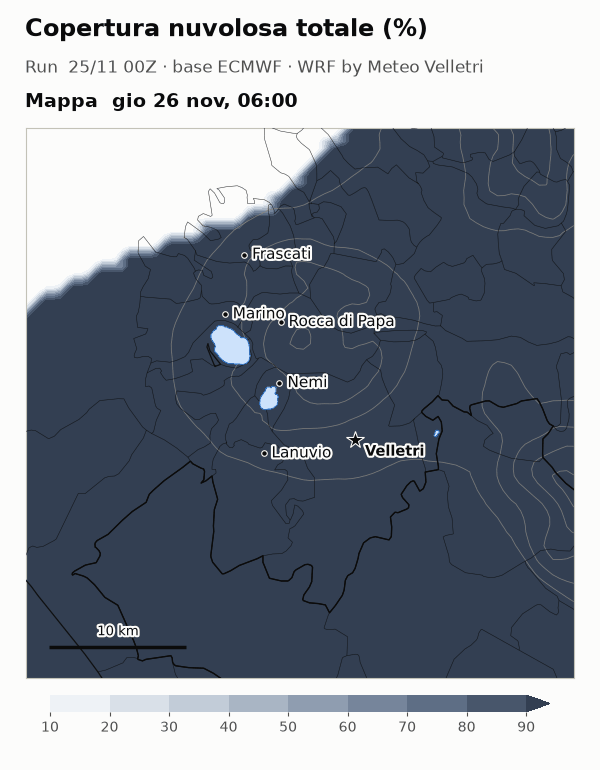 Copertura nuvolosa totale (%)
Run  25/11 00Z · base ECMWF · WRF by Meteo Velletri
Mappa  gio 26 nov, 06:00
Frascati
Marino
Rocca di Papa
Nemi
Velletri
Lanuvio
10 km
10 20 30 40 50 60 70 80 90